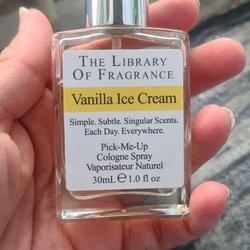 The Library
Of Fragrance
Vanilla Ice Cream
Simple. Subtle. Singular Scents.
Each Day. Everywhere.
Pick-Me-Up
Cologne Spray
Vaporisateur Naturel
30mL ℮ 1.0 fl oz